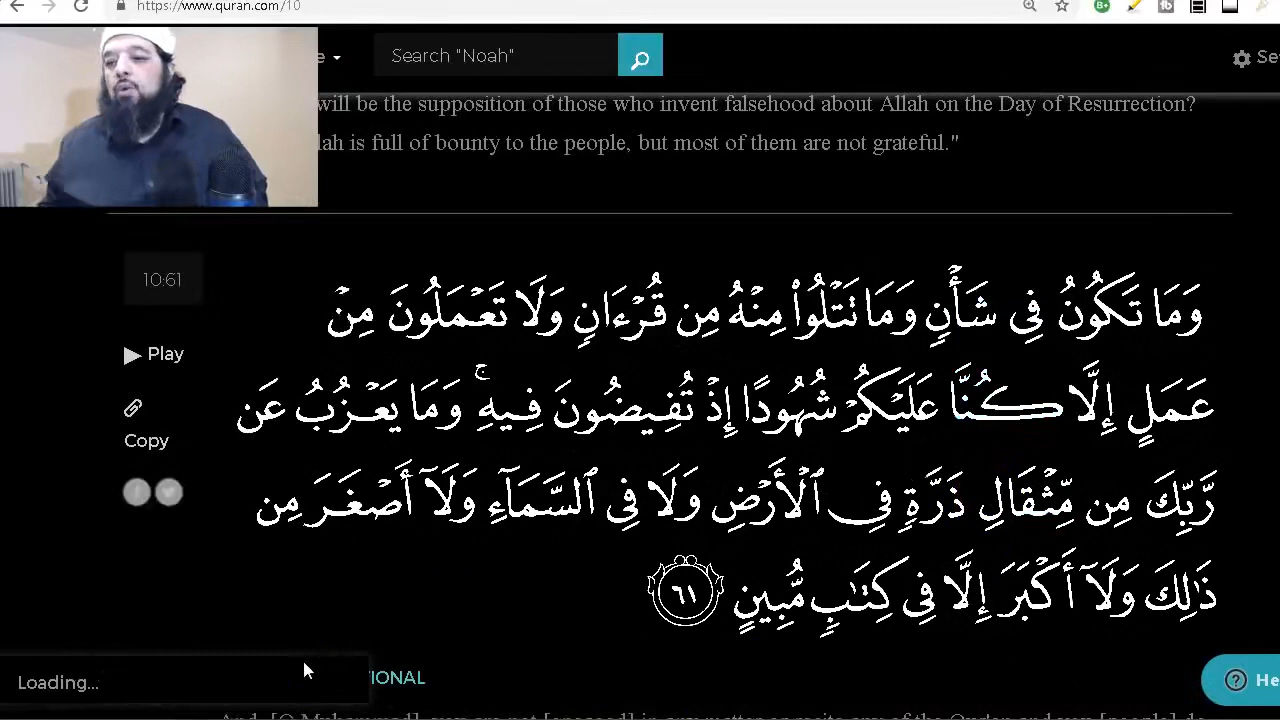 https://www.quran.com/10
Search "Noah"
will be the supposition of those who invent falsehood about Allah on the Day of Resurrection?
lah is full of bounty to the people, but most of them are not grateful."
10:61
Play
Copy
وَمَا تَكُونُ فِى شَأْنٍ وَمَا تَتْلُوا۟ مِنْهُ مِن قُرْءَانٍ وَلَا تَعْمَلُونَ مِنْ
عَمَلٍ إِلَّا كُنَّا عَلَيْكُمْ شُهُودًا إِذْ تُفِيضُونَ فِيهِ ۚ وَمَا يَعْزُبُ عَن
رَّبِّكَ مِن مِّثْقَالِ ذَرَّةٍ فِى ٱلْأَرْضِ وَلَا فِى ٱلسَّمَآءِ وَلَآ أَصْغَرَ مِن
ذَٰلِكَ وَلَآ أَكْبَرَ إِلَّا فِى كِتَـٰبٍ مُّبِينٍ ٦١
Loading...
IONAL
He